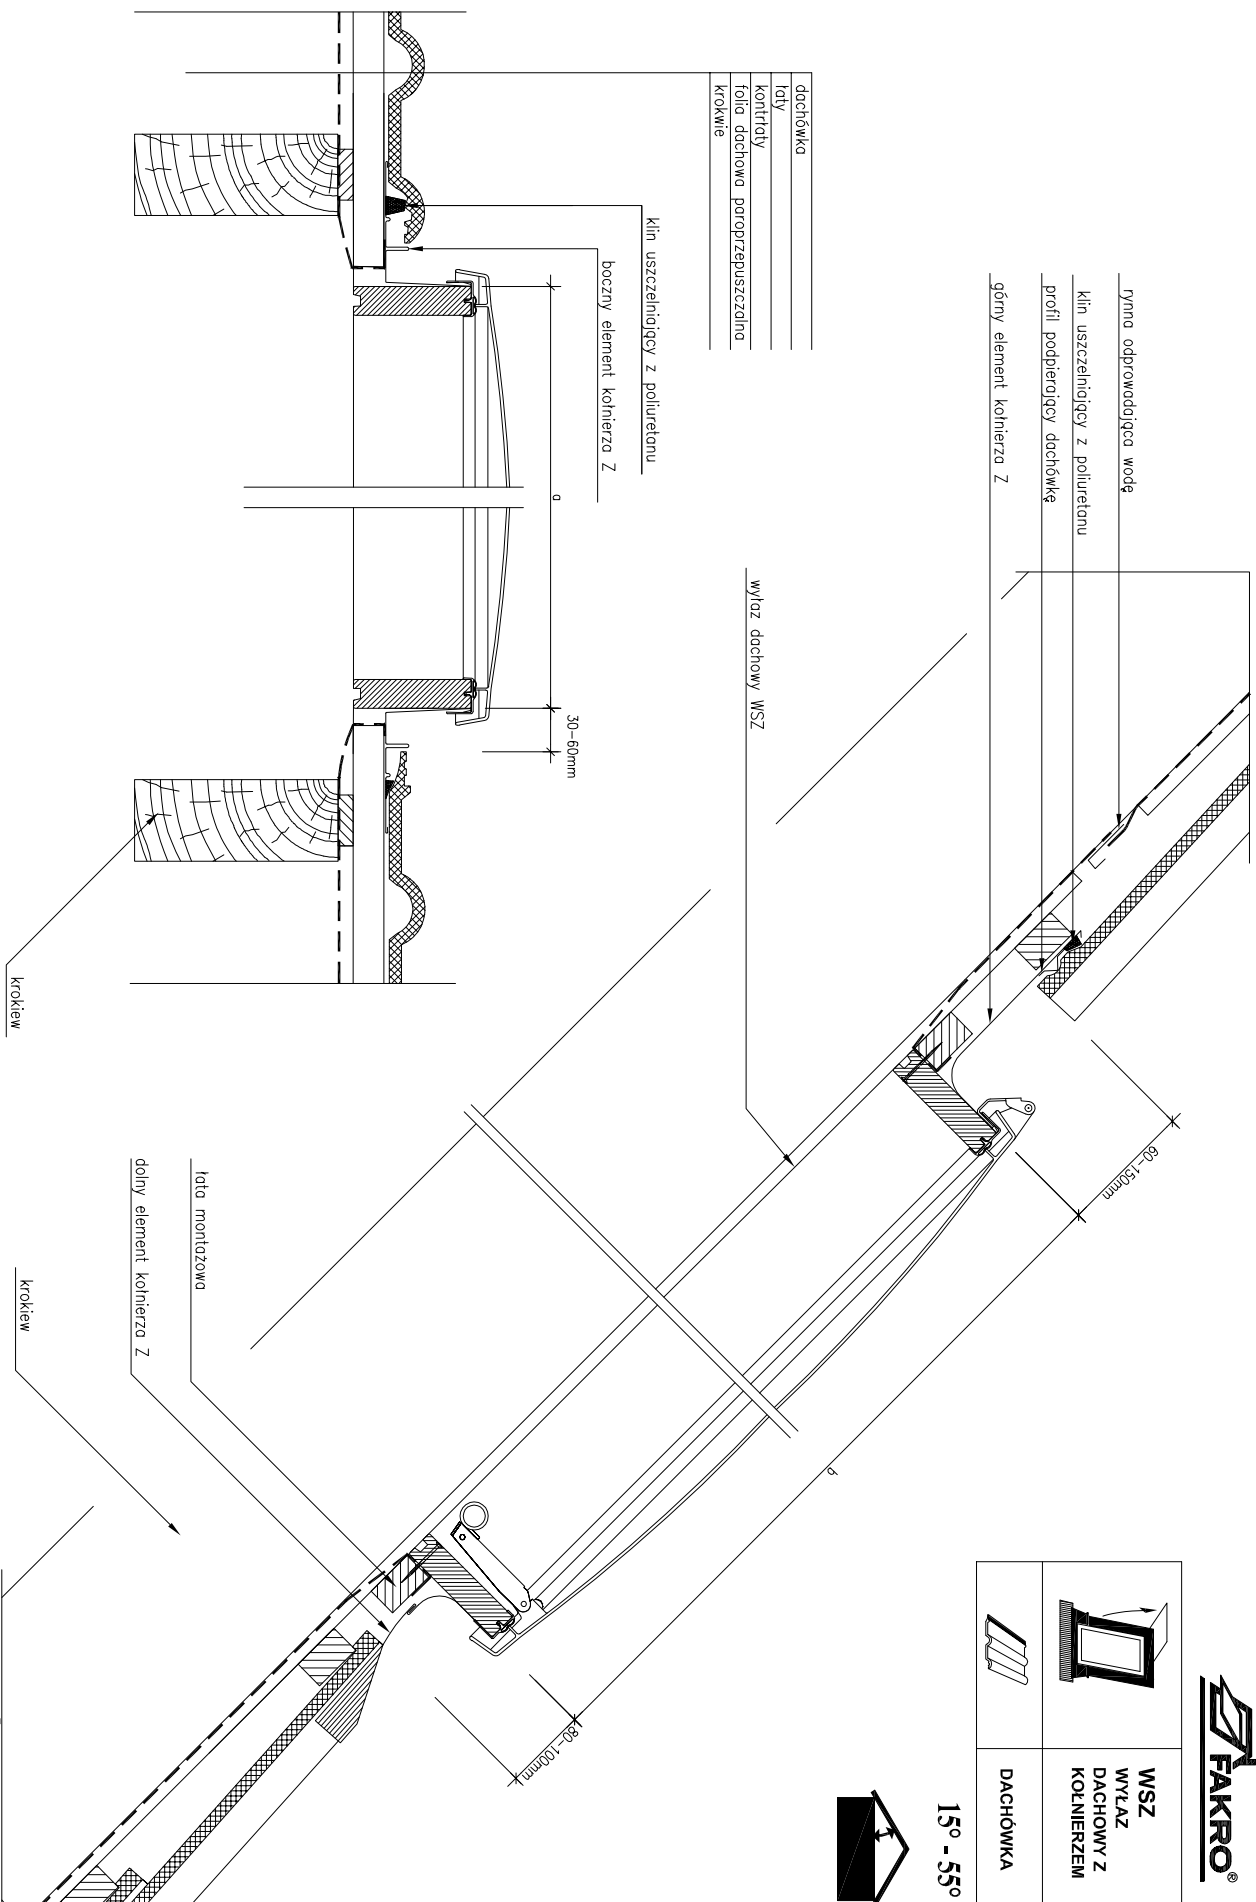 FAKRO®
WSZ
WYŁAZ
DACHOWY Z
KOŁNIERZEM
DACHÓWKA
15° - 55°
rynna odprowadająca wodę
klin uszczelniający z poliuretanu
profil podpierający dachówkę
górny element kołnierza Z
dachówka
łaty
kontrłaty
folia dachowa paroprzepuszczalna
krokwie
klin uszczelniający z poliuretanu
boczny element kołnierza Z
a
30-60mm
wyłaz dachowy WSZ
krokiew
60-150mm
b
80-100mm
łata montażowa
dolny element kołnierza Z
krokiew